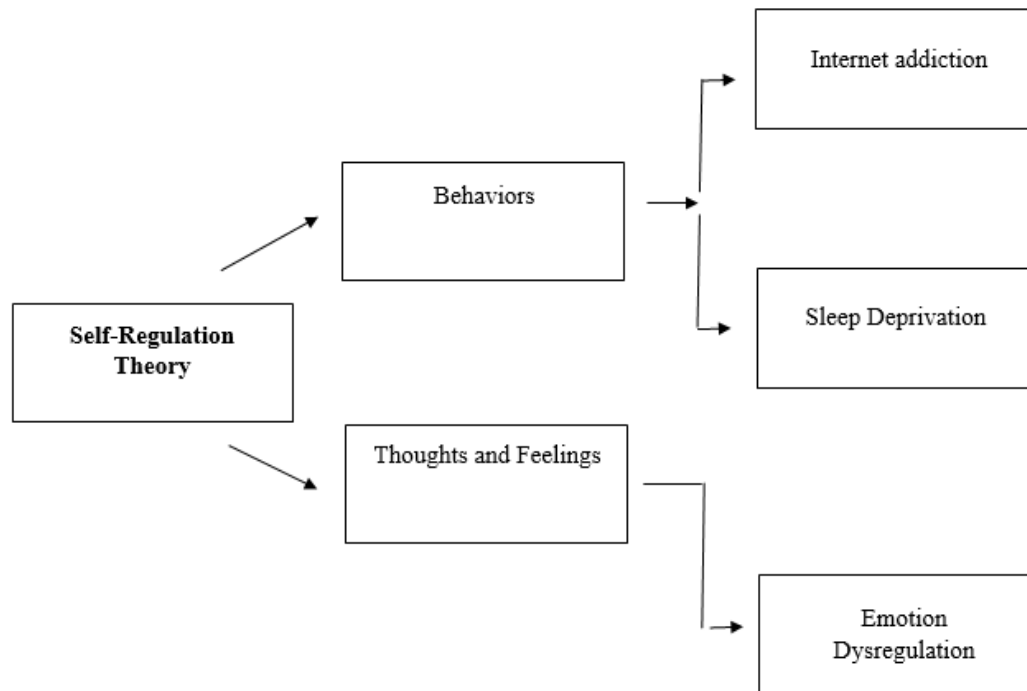 Internet addiction
Behaviors
Sleep Deprivation
Self-Regulation
Theory
Thoughts and Feelings
Emotion
Dysregulation